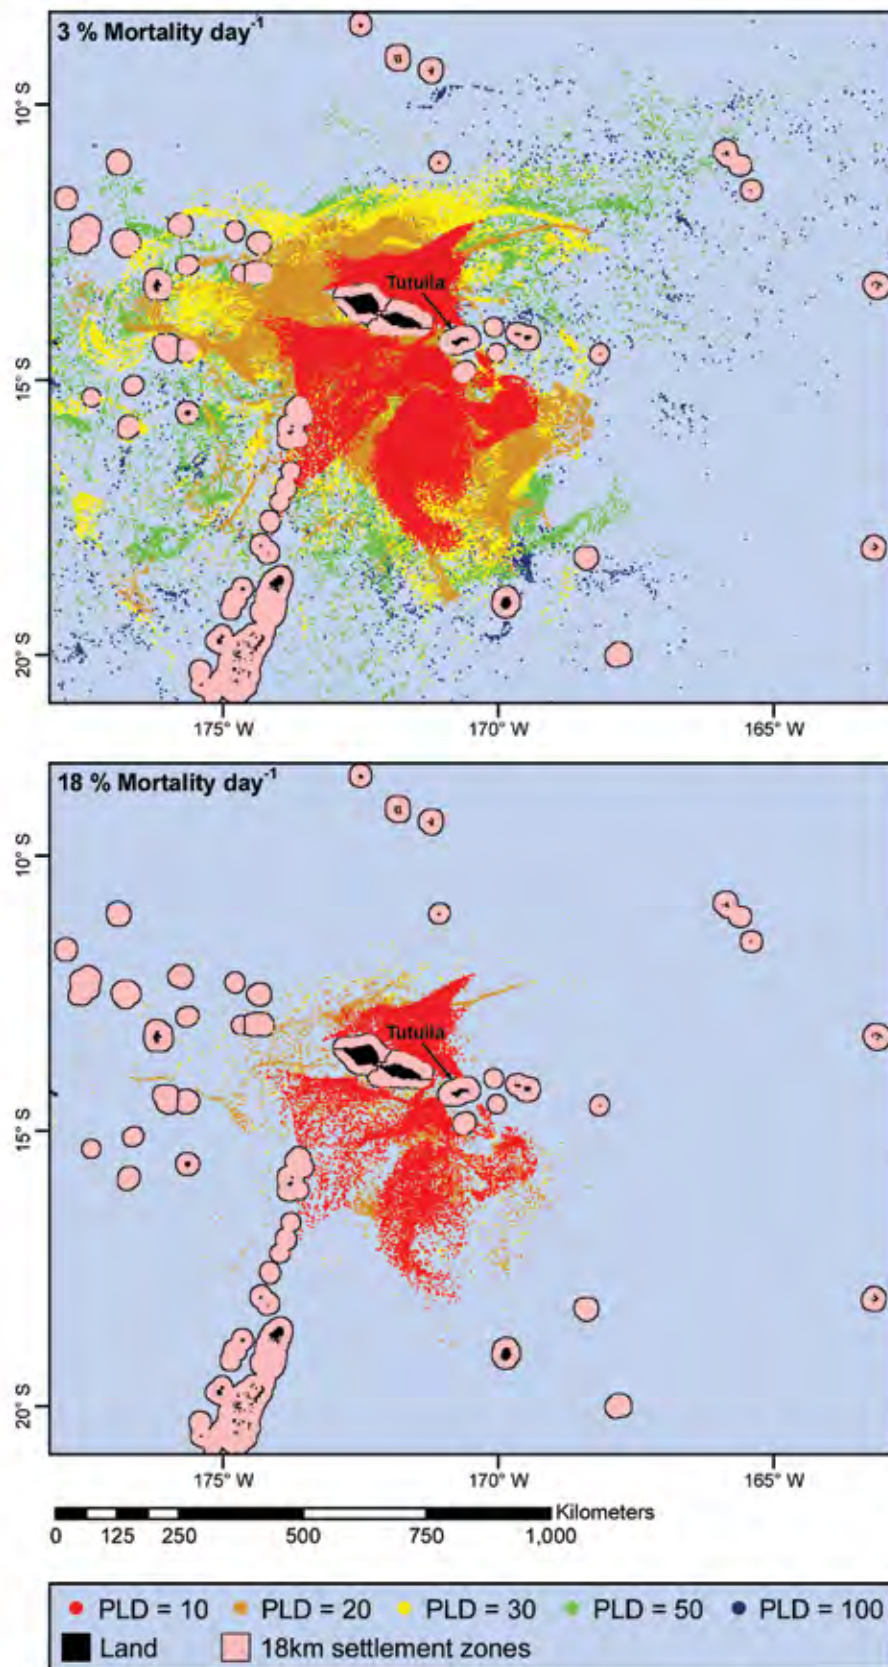 3 % Mortality day-1
10° S
Tutuila
15° S
20° S
175° W 170° W 165° W
18 % Mortality day-1
10° S
Tutuila
15° S
20° S
175° W 170° W 165° W
Kilometers
0 125 250 500 750 1,000
PLD = 10 PLD = 20 PLD = 30 PLD = 50 PLD = 100
Land 18km settlement zones